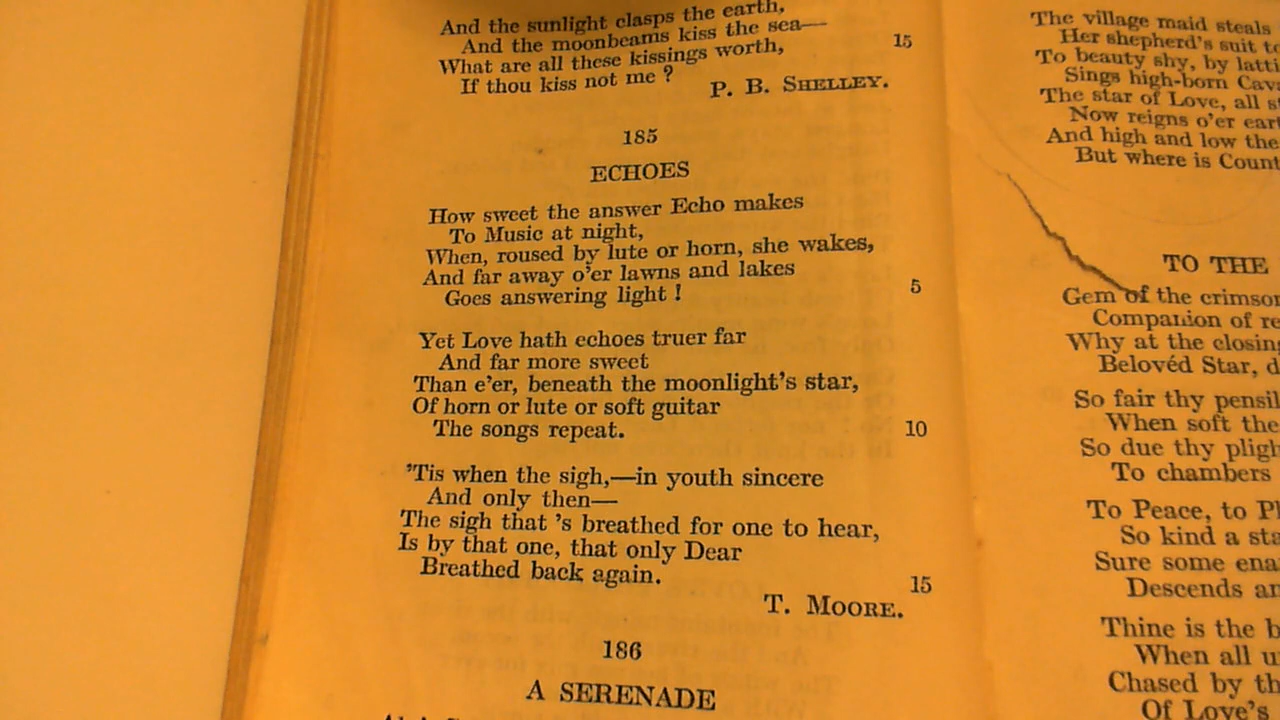 And the sunlight clasps the earth,
And the moonbeams kiss the sea—
What are all these kissings worth, 15
If thou kiss not me ?
P. B. SHELLEY.
185
ECHOES
How sweet the answer Echo makes
To Music at night,
When, roused by lute or horn, she wakes,
And far away o'er lawns and lakes
Goes answering light ! 5
Yet Love hath echoes truer far
And far more sweet
Than e'er, beneath the moonlight's star,
Of horn or lute or soft guitar
The songs repeat. 10
'Tis when the sigh,—in youth sincere
And only then—
The sigh that 's breathed for one to hear,
Is by that one, that only Dear
Breathed back again. 15
T. MOORE.
186
A SERENADE
The village maid steals
Her shepherd's suit
To beauty shy, by
Sings high-born
The star of Love, all
Now reigns o'er
And high and low the
But where is
TO THE
Gem of the
Companion of
Why at the
Belovéd Star,
So fair thy
When soft the
So due thy
To chambers
To Peace, to
So kind a
Sure some
Descends
Thine is the
When all
Chased by
Of Love's